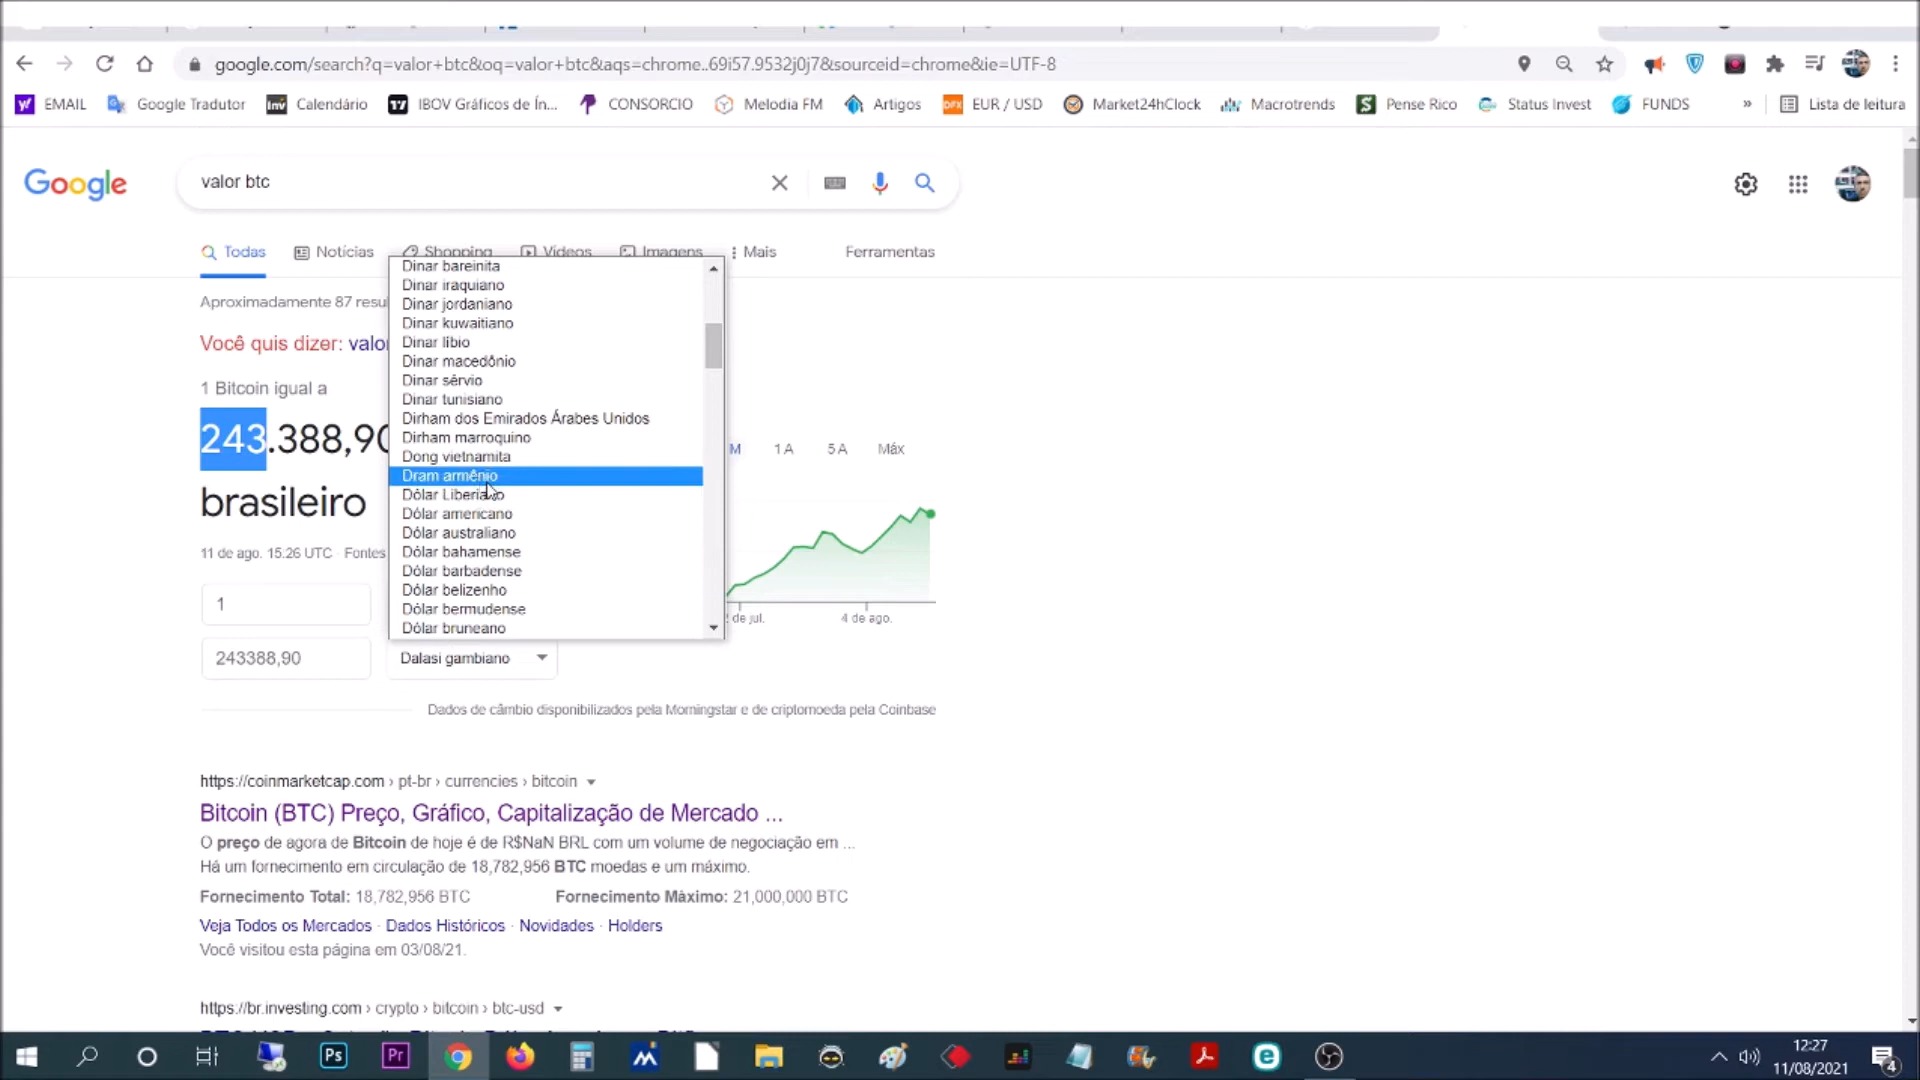 google.com/search?q=valor+btc&oq=valor+btc&aqs=chrome..69i57.9532j0j7&sourceid=chrome&ie=UTF-8
EMAIL Google Tradutor Calendário IBOV Gráficos de Ín... CONSORCIO Melodia FM Artigos EUR / USD Market24hClock Macrotrends Pense Rico Status Invest FUNDS » Lista de leitura
Google valor btc
Todas Notícias Shopping Vídeos Imagens Mais Ferramentas
Aproximadamente 87 resu
Você quis dizer: valo
1 Bitcoin igual a
243.388,90
brasileiro
11 de ago. 15:26 UTC · Fontes
1
243388,90
Dinar bareinita
Dinar iraquiano
Dinar jordaniano
Dinar kuwaitiano
Dinar líbio
Dinar macedônio
Dinar sérvio
Dinar tunisiano
Dirham dos Emirados Árabes Unidos
Dirham marroquino
Dong vietnamita
Dram armênio
Dólar Liberiano
Dólar americano
Dólar australiano
Dólar bahamense
Dólar barbadense
Dólar belizenho
Dólar bermudense
Dólar bruneano
Dalasi gambiano
M 1 A 5 A Máx
de jul. 4 de ago.
Dados de câmbio disponibilizados pela Morningstar e de criptomoeda pela Coinbase
https://coinmarketcap.com › pt-br › currencies › bitcoin
Bitcoin (BTC) Preço, Gráfico, Capitalização de Mercado ...
O preço de agora de Bitcoin de hoje é de R$NaN BRL com um volume de negociação em ...
Há um fornecimento em circulação de 18,782,956 BTC moedas e um máximo.
Fornecimento Total: 18,782,956 BTC Fornecimento Máximo: 21,000,000 BTC
Veja Todos os Mercados · Dados Históricos · Novidades · Holders
Você visitou esta página em 03/08/21.
https://br.investing.com › crypto › bitcoin › btc-usd
Ps Pr
12:27
11/08/2021
4